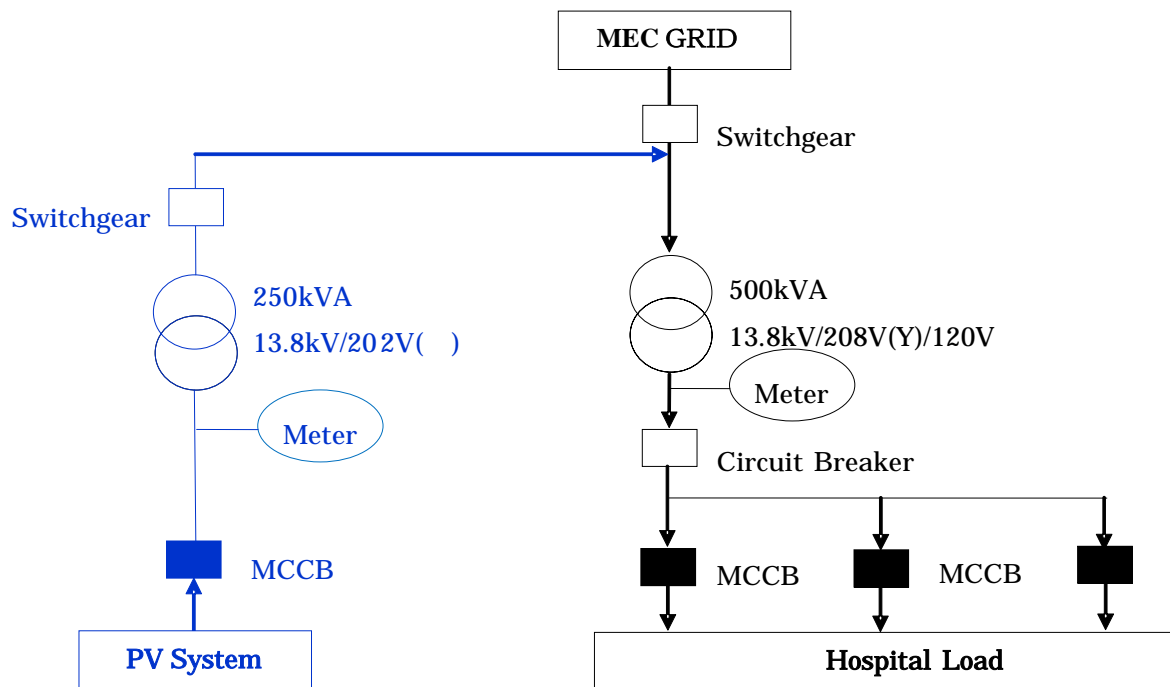 MEC GRID
Switchgear
Switchgear
250kVA
13.8kV/202V( )
500kVA
13.8kV/208V(Y)/120V
Meter
Meter
Circuit Breaker
MCCB
MCCB
MCCB
PV System
Hospital Load